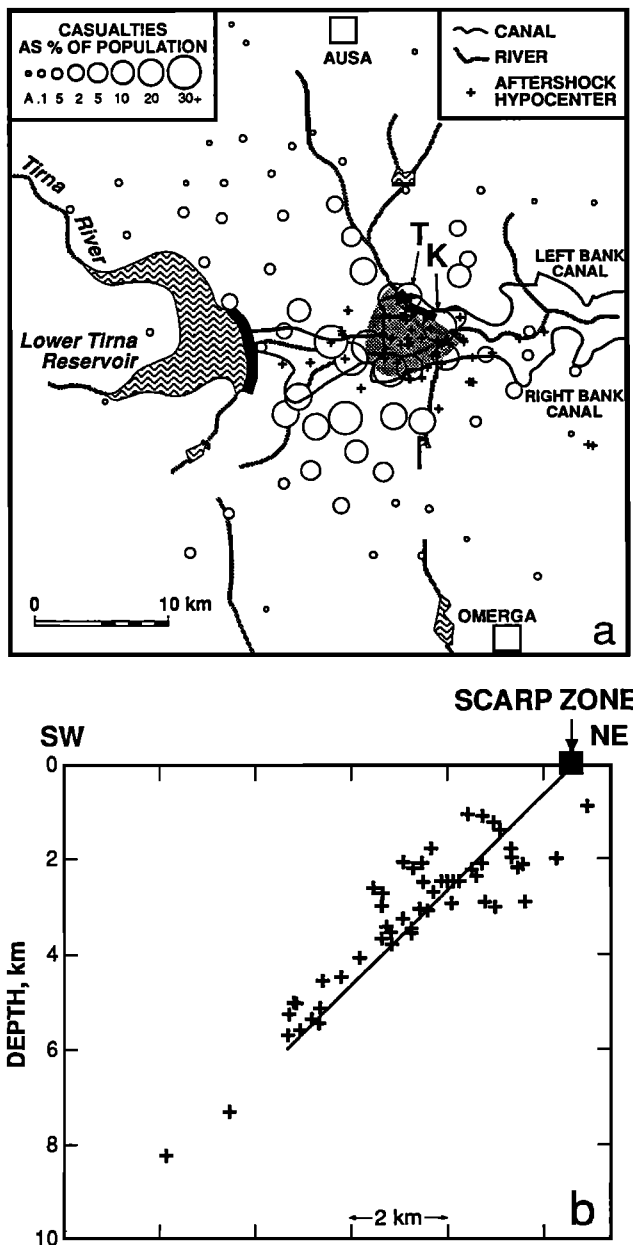 CASUALTIES
AS % OF POPULATION
A .1 5 2 5 10 20 30+
AUSA
CANAL
RIVER
AFTERSHOCK
HYPOCENTER
Tirna
River
T
K
LEFT BANK
CANAL
Lower Tirna
Reservoir
RIGHT BANK
CANAL
0 10 km
OMERGA
a
SCARP ZONE
SW NE
0
2
4
6
8
10
DEPTH, km
2 km
b